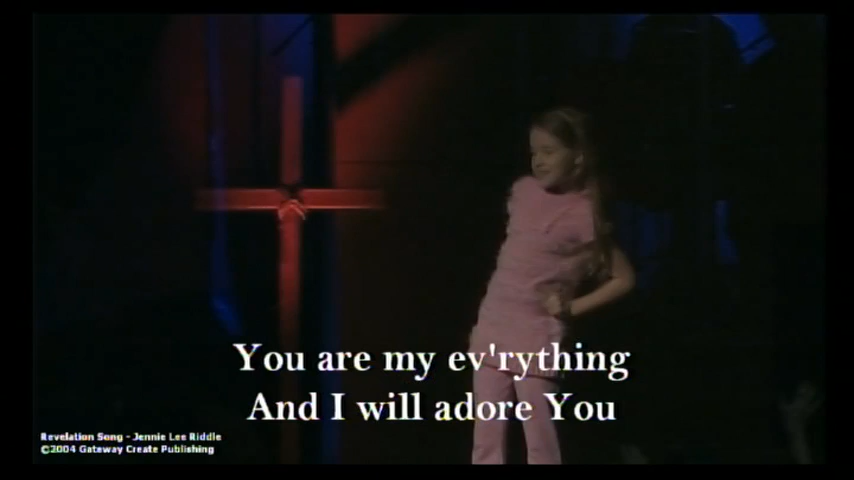 You are my ev'rything
And I will adore You
Revelation Song - Jennie Lee Riddle
©2004 Gateway Create Publishing